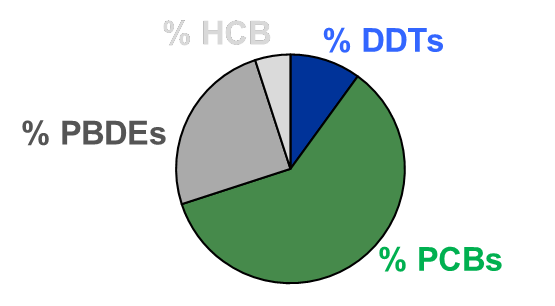 % HCB
% DDTs
% PBDEs
% PCBs